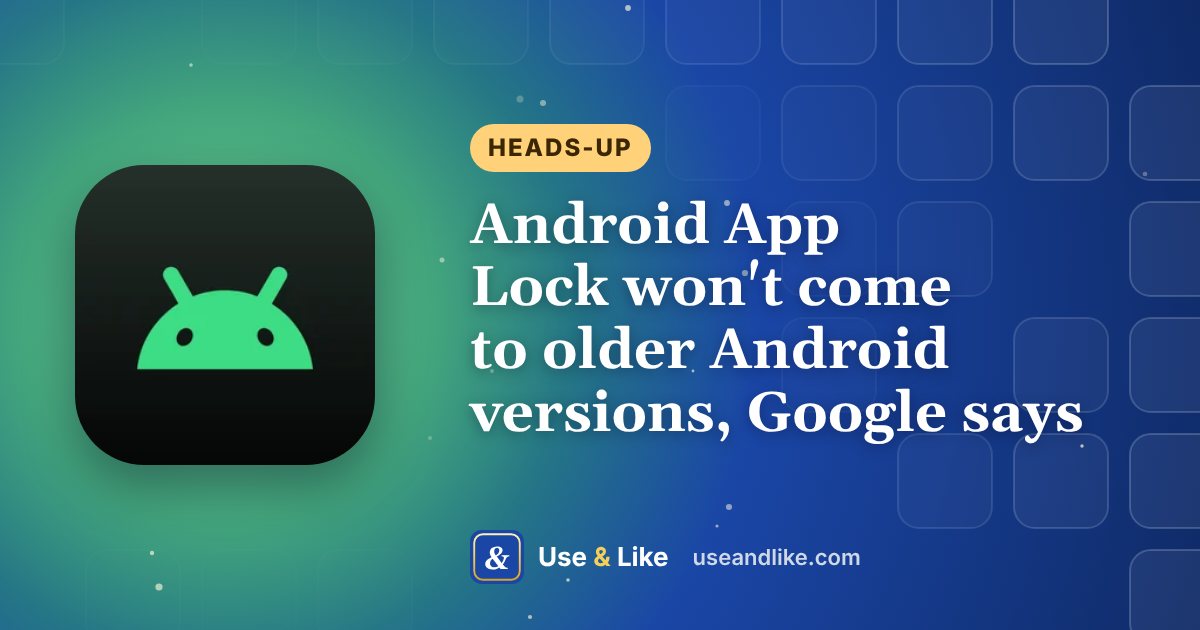 HEADS-UP
Android App
Lock won't come
to older Android
versions, Google says
& Use & Like useandlike.com